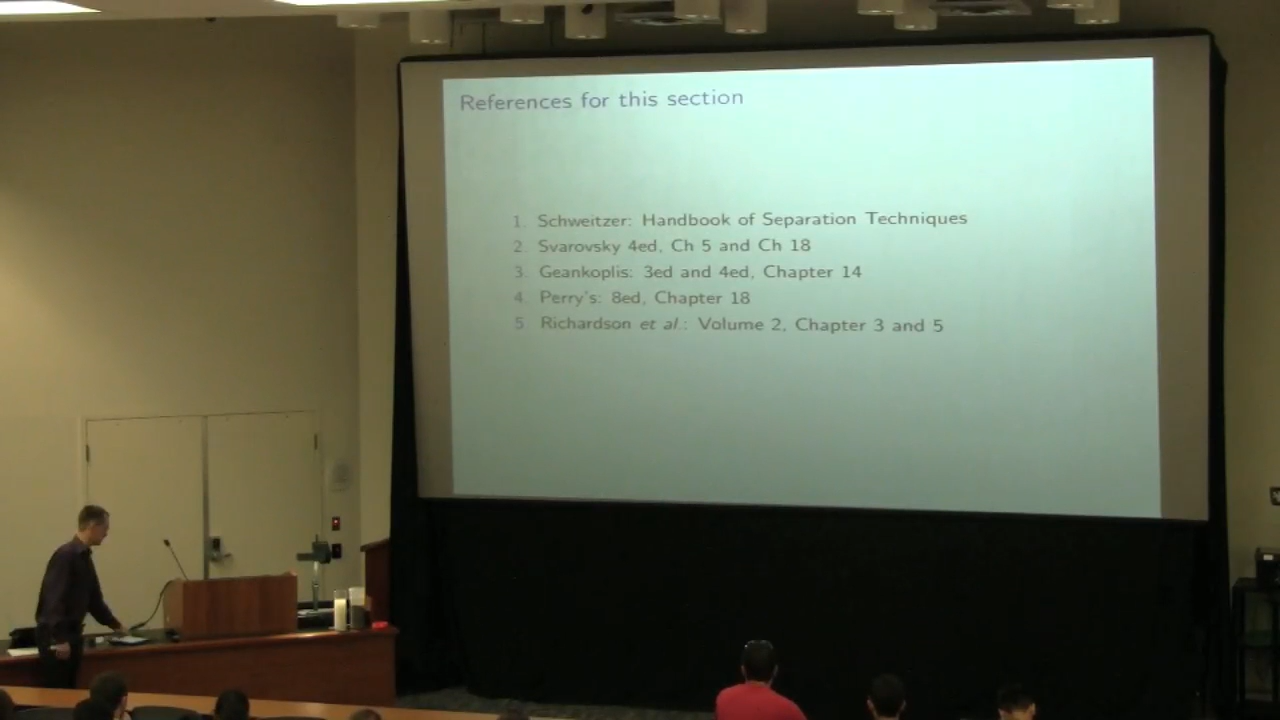 References for this section
1. Schweitzer: Handbook of Separation Techniques
2. Svarovsky 4ed, Ch 5 and Ch 18
3. Geankoplis: 3ed and 4ed, Chapter 14
4. Perry's: 8ed, Chapter 18
5. Richardson et al.: Volume 2, Chapter 3 and 5